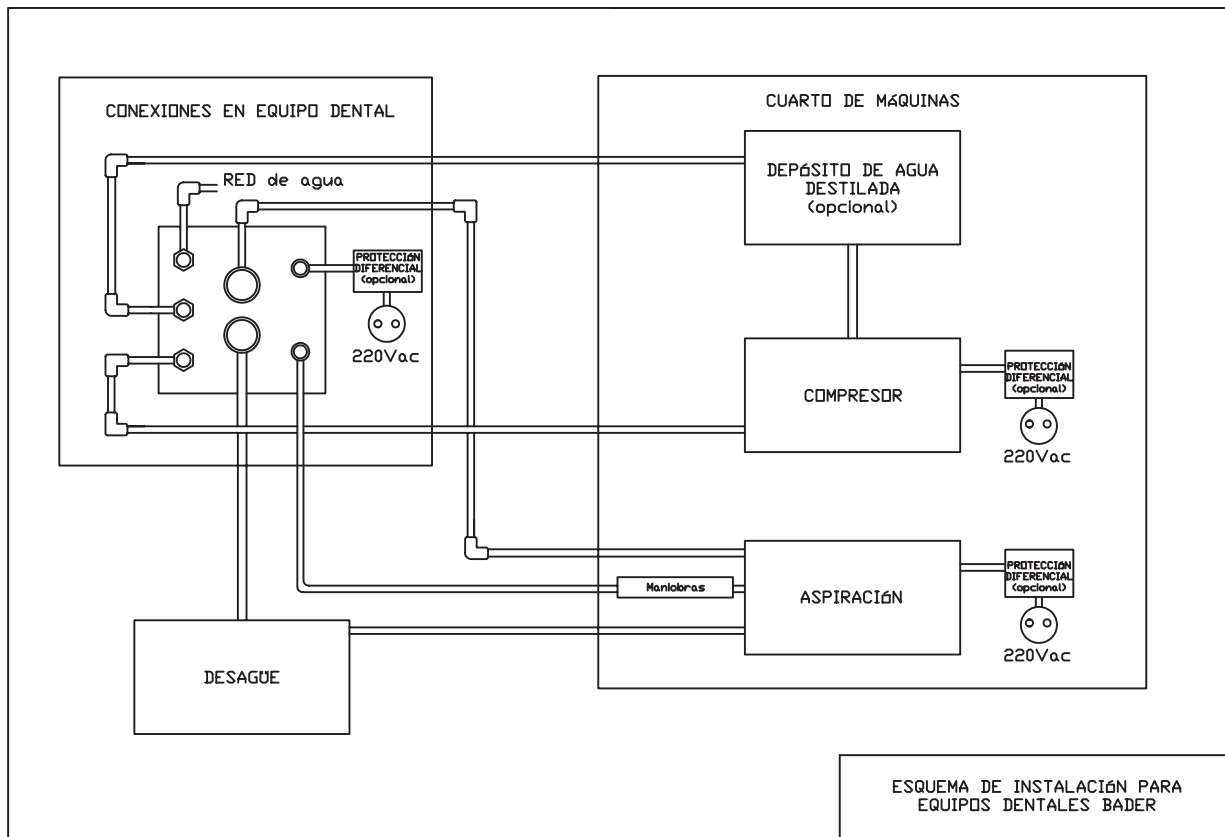 CONEXIONES EN EQUIPO DENTAL
RED de agua
PROTECCIóN
DIFERENCIAL
(opcional)
220Vac
CUARTO DE MáQUINAS
DEPóSITO DE AGUA
DESTILADA
(opcional)
COMPRESOR
PROTECCIóN
DIFERENCIAL
(opcional)
220Vac
Maniobras
ASPIRACIóN
PROTECCIóN
DIFERENCIAL
(opcional)
220Vac
DESAGüE
ESQUEMA DE INSTALACIóN PARA
EQUIPOS DENTALES BADER